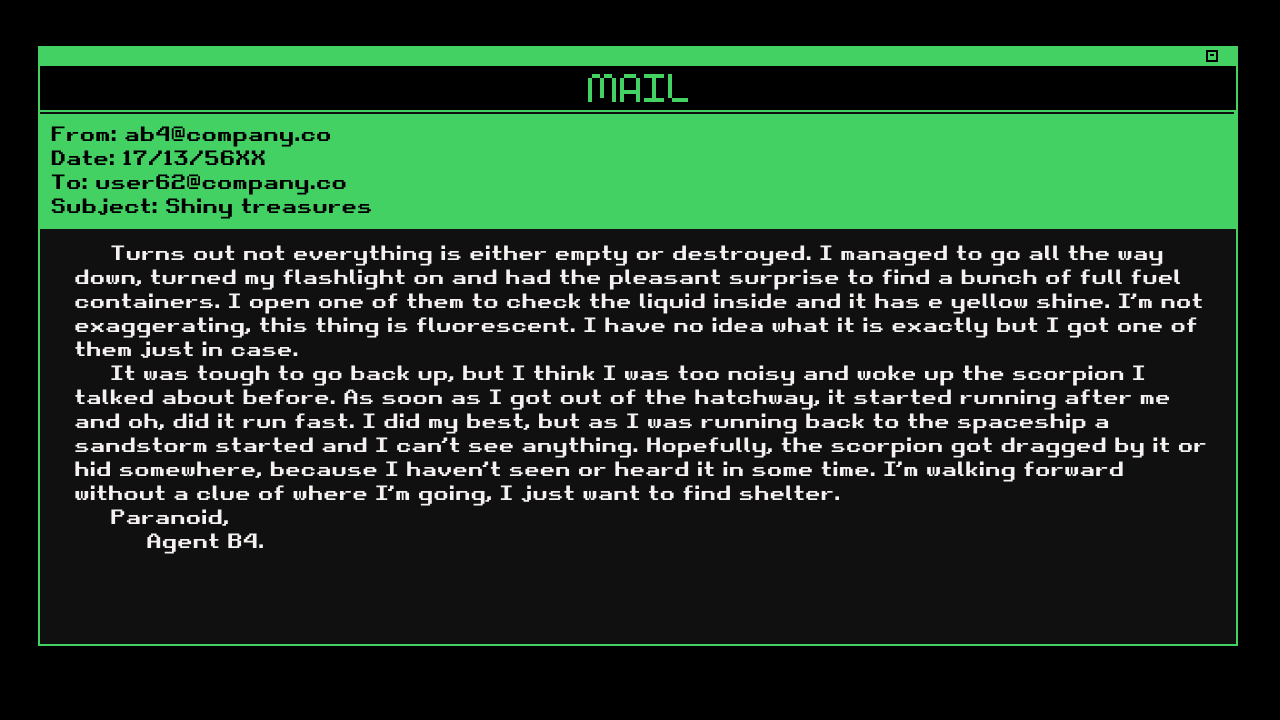 MAIL
From: ab4@company.co
Date: 17/13/56XX
To: user62@company.co
Subject: Shiny treasures
Turns out not everything is either empty or destroyed. I managed to go all the way
down, turned my flashlight on and had the pleasant surprise to find a bunch of full fuel
containers. I open one of them to check the liquid inside and it has e yellow shine. I'm not
exaggerating, this thing is fluorescent. I have no idea what it is exactly but I got one of
them just in case.
It was tough to go back up, but I think I was too noisy and woke up the scorpion I
talked about before. As soon as I got out of the hatchway, it started running after me
and oh, did it run fast. I did my best, but as I was running back to the spaceship a
sandstorm started and I can't see anything. Hopefully, the scorpion got dragged by it or
hid somewhere, because I haven't seen or heard it in some time. I'm walking forward
without a clue of where I'm going, I just want to find shelter.
Paranoid,
Agent B4.